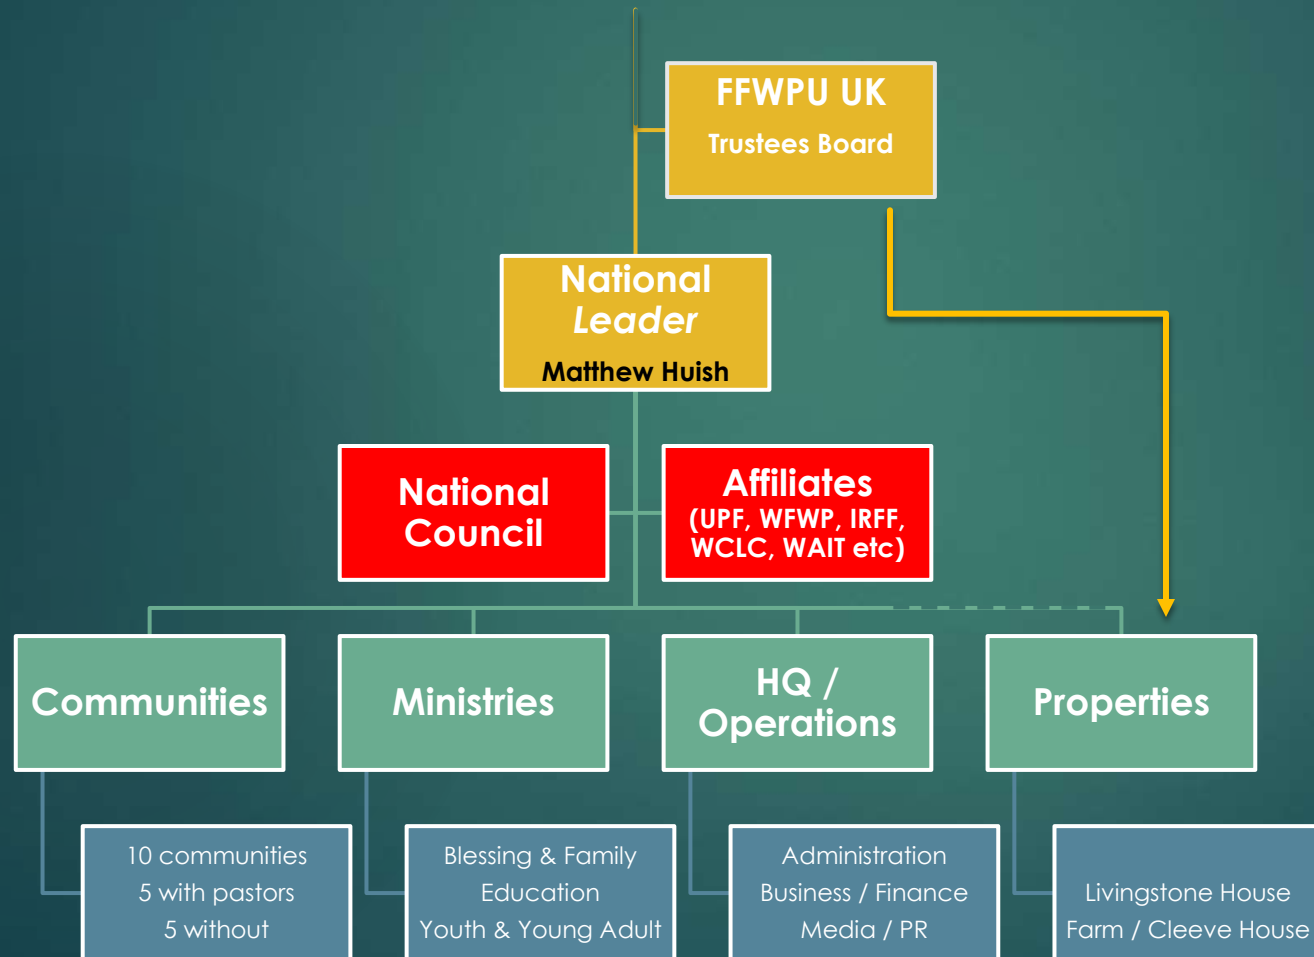 FFWPU UK
Trustees Board
National
Leader
Matthew Huish
National
Council
Affiliates
(UPF, WFWP, IRFF,
WCLC, WAIT etc)
Communities
Ministries
HQ /
Operations
Properties
10 communities
5 with pastors
5 without
Blessing & Family
Education
Youth & Young Adult
Administration
Business / Finance
Media / PR
Livingstone House
Farm / Cleeve House